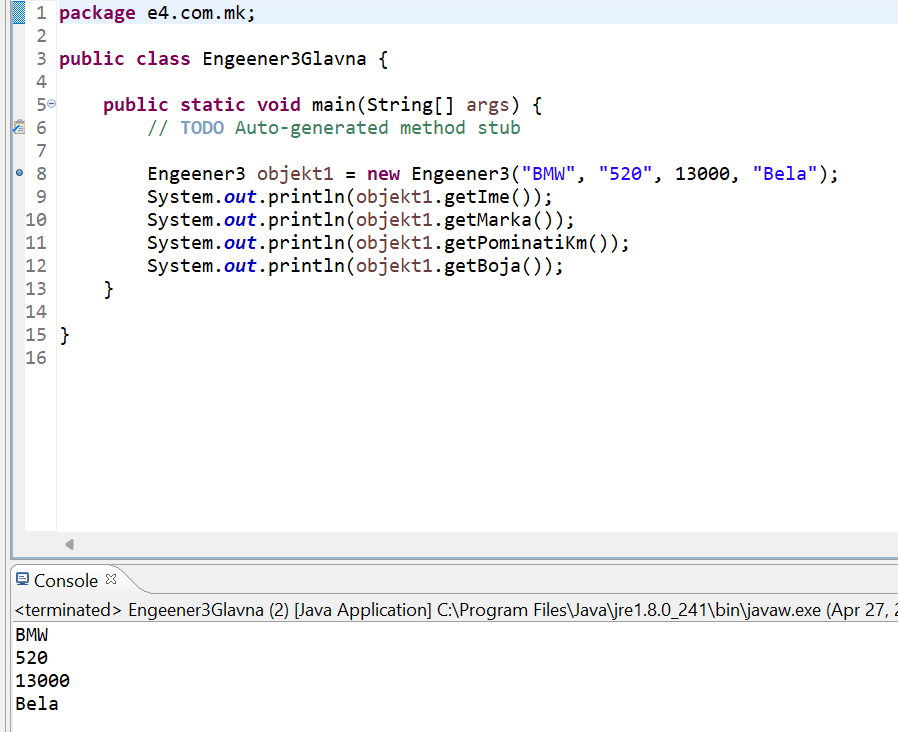 1 package e4.com.mk;
2
3 public class Engeener3Glavna {
4
5 public static void main(String[] args) {
6 // TODO Auto-generated method stub
7
8 Engeener3 objekt1 = new Engeener3("BMW", "520", 13000, "Bela");
9 System.out.println(objekt1.getIme());
10 System.out.println(objekt1.getMarka());
11 System.out.println(objekt1.getPominatiKm());
12 System.out.println(objekt1.getBoja());
13 }
14
15 }
16
Console
<terminated> Engeener3Glavna (2) [Java Application] C:\Program Files\Java\jre1.8.0_241\bin\javaw.exe (Apr 27,
BMW
520
13000
Bela